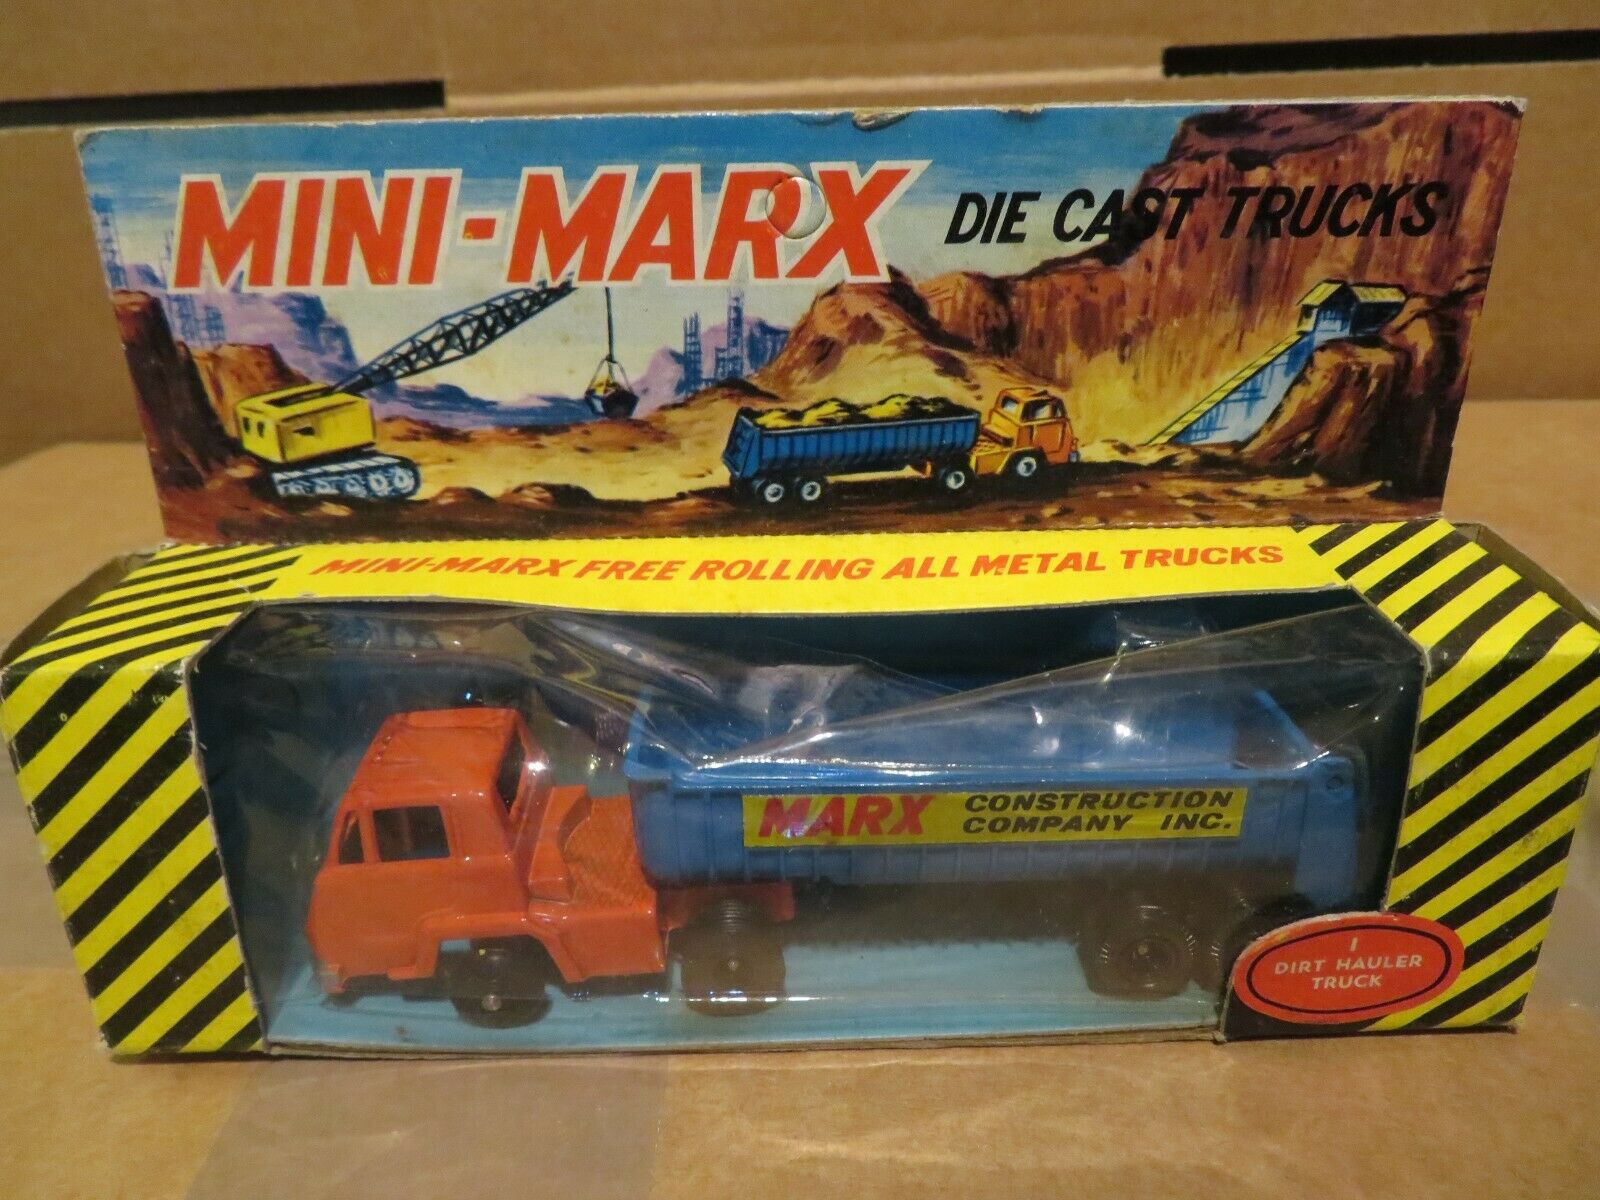 MINI-MARX DIE CAST TRUCKS
MINI-MARX FREE ROLLING ALL METAL TRUCKS
MARX CONSTRUCTION
COMPANY INC.
1
DIRT HAULER
TRUCK